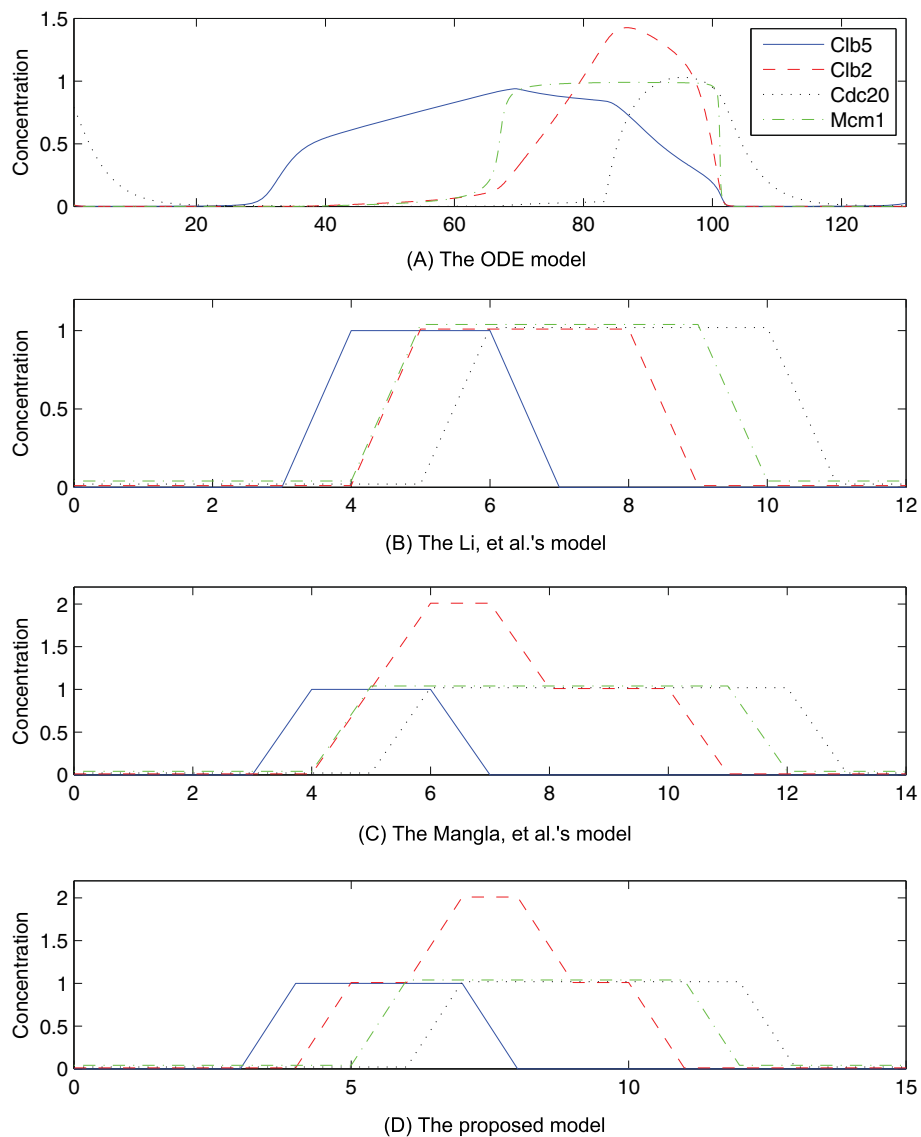 1.5
1
0.5
0
Concentration
Clb5
Clb2
Cdc20
Mcm1
20 40 60 80 100 120
(A) The ODE model
1
0.5
0
Concentration
0 2 4 6 8 10 12
(B) The Li, et al.'s model
2
1.5
1
0.5
0
Concentration
0 2 4 6 8 10 12 14
(C) The Mangla, et al.'s model
2
1.5
1
0.5
0
Concentration
0 5 10 15
(D) The proposed model